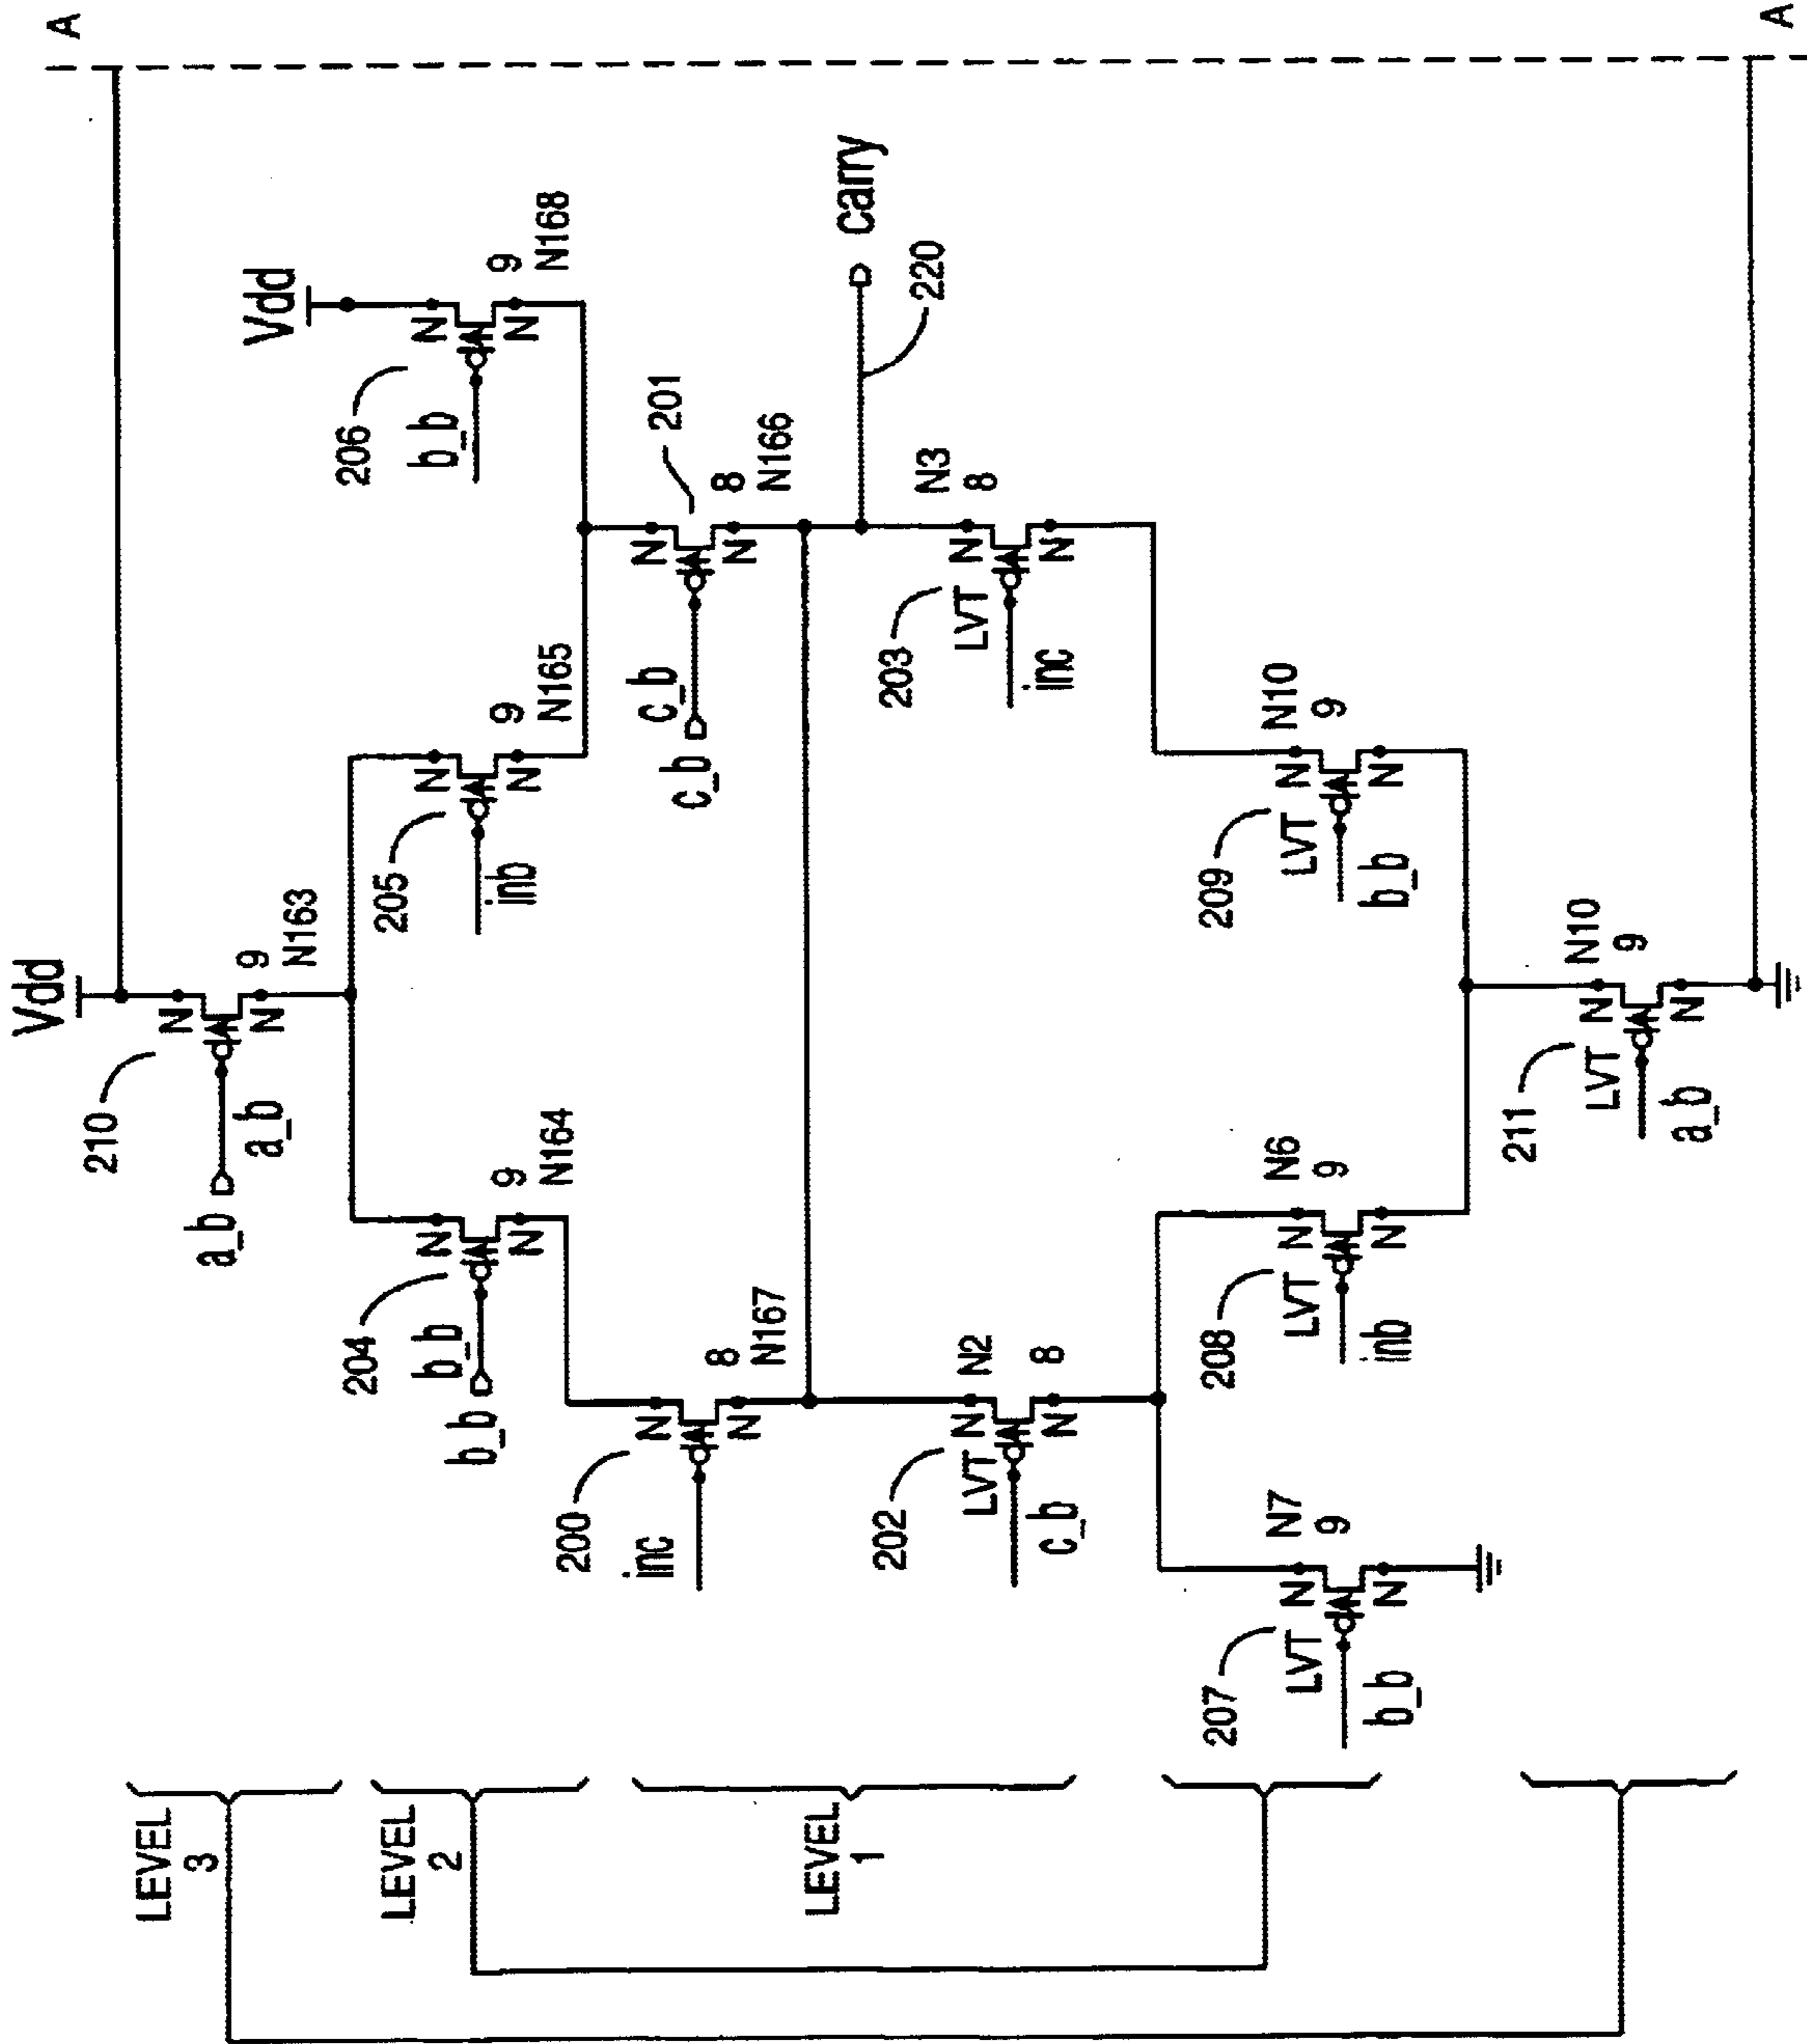 A
A
Vdd
210
a_b
a_b
N
N
9
N163
Vdd
206
b_b
N
N
9
N168
204
b_b
b_b
N
N
9
N164
205
inb
N
N
9
N165
200
inc
N
N
8
N167
201
c_b
c_b
N
N
8
N166
carry
220
202
LVT
c_b
N
N
N2
8
203
LVT
inc
N
N
N3
8
207
LVT
b_b
N
N
N7
9
208
LVT
inb
N
N
N6
9
209
LVT
b_b
N
N
N10
9
211
LVT
a_b
N
N
N10
9
LEVEL
3
LEVEL
2
LEVEL
1